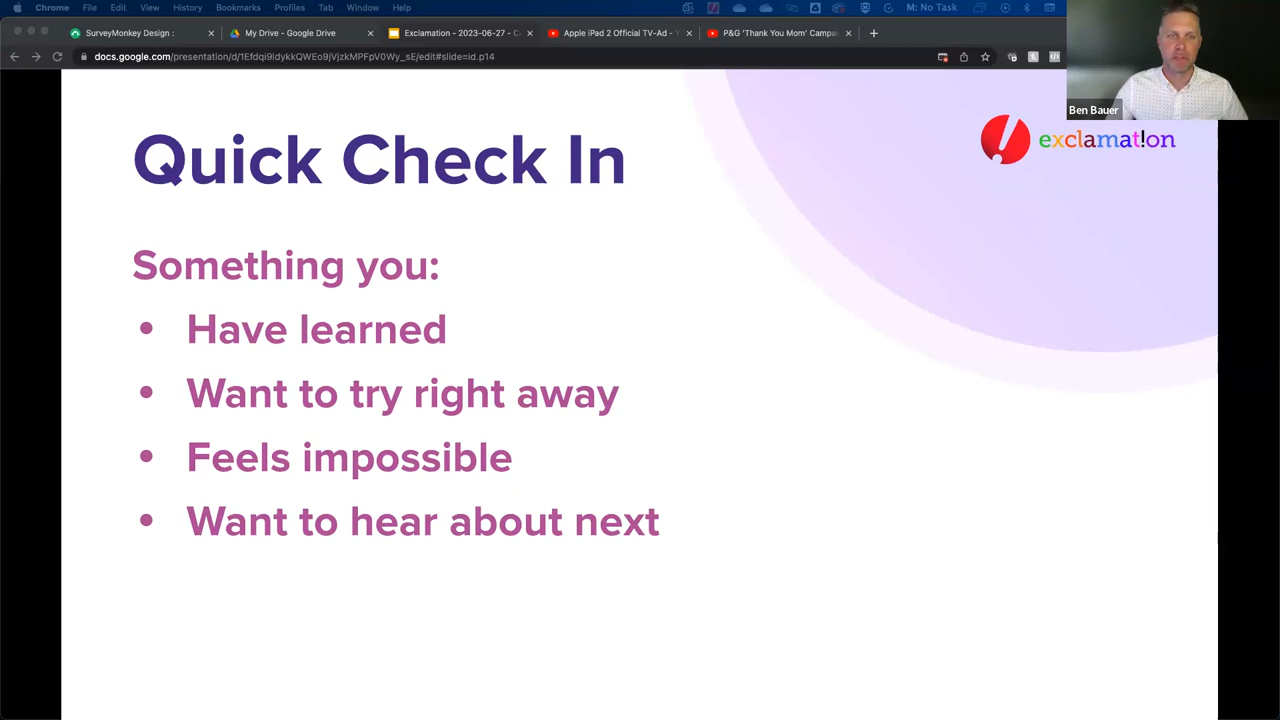 Chrome File Edit View History Bookmarks Profiles Tab Window Help M: No Task
SurveyMonkey Design : My Drive - Google Drive Exclamation - 2023-06-27 - C Apple iPad 2 Official TV-Ad - Y P&G 'Thank You Mom' Campai
docs.google.com/presentation/d/1Efdqi9ldykkQWEo9jVjzkMPFpV0Wy_sE/edit#slide=id.p14
Ben Bauer
exclamat!on
Quick Check In
Something you:
• Have learned
• Want to try right away
• Feels impossible
• Want to hear about next